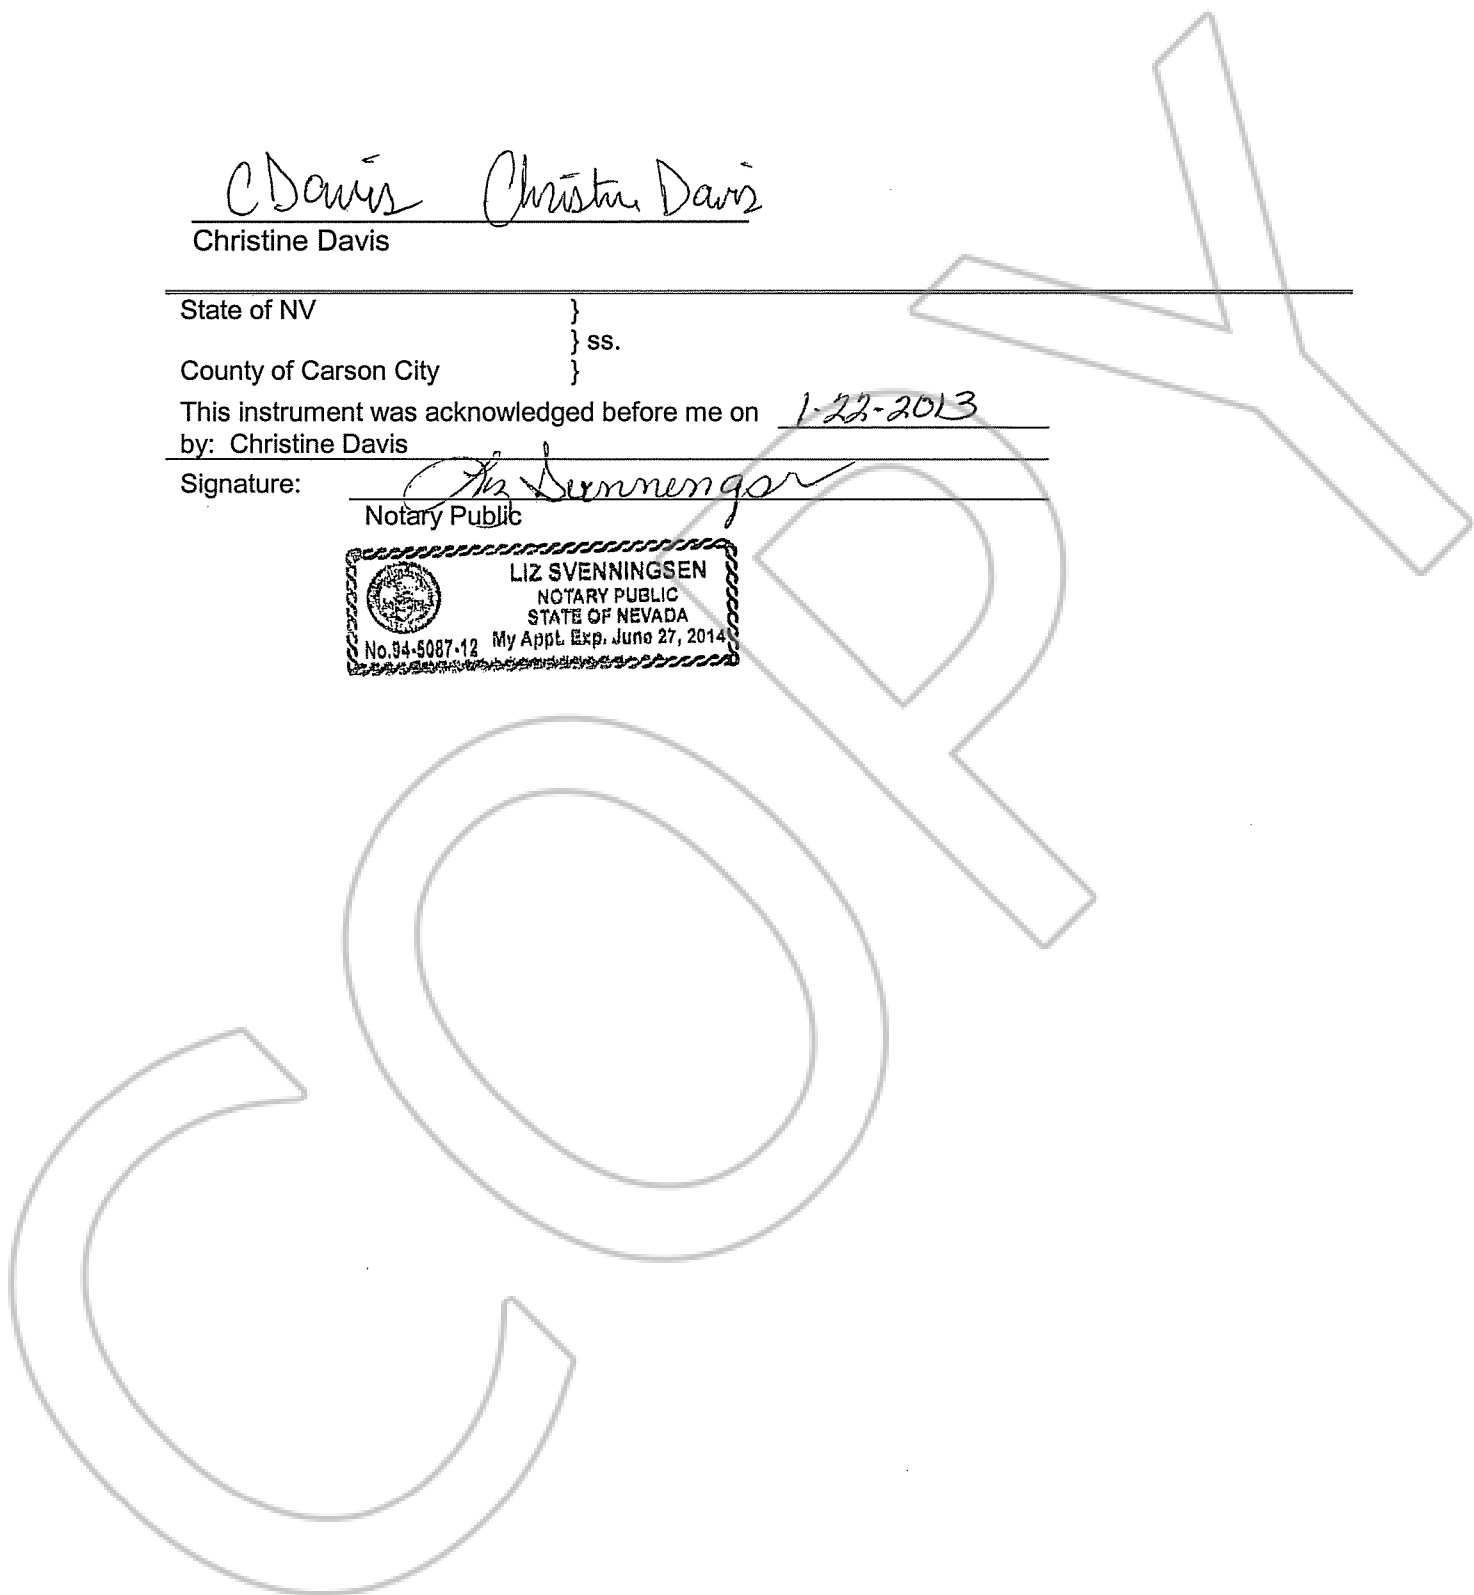 C Davis Christine Davis
Christine Davis
State of NV }
} ss.
County of Carson City }
This instrument was acknowledged before me on 1-22-2013
by: Christine Davis
Signature: Liz Svenningsen
Notary Public
LIZ SVENNINGSEN
NOTARY PUBLIC
STATE OF NEVADA
No.94-5087-12 My Appt. Exp. June 27, 2014
COPY